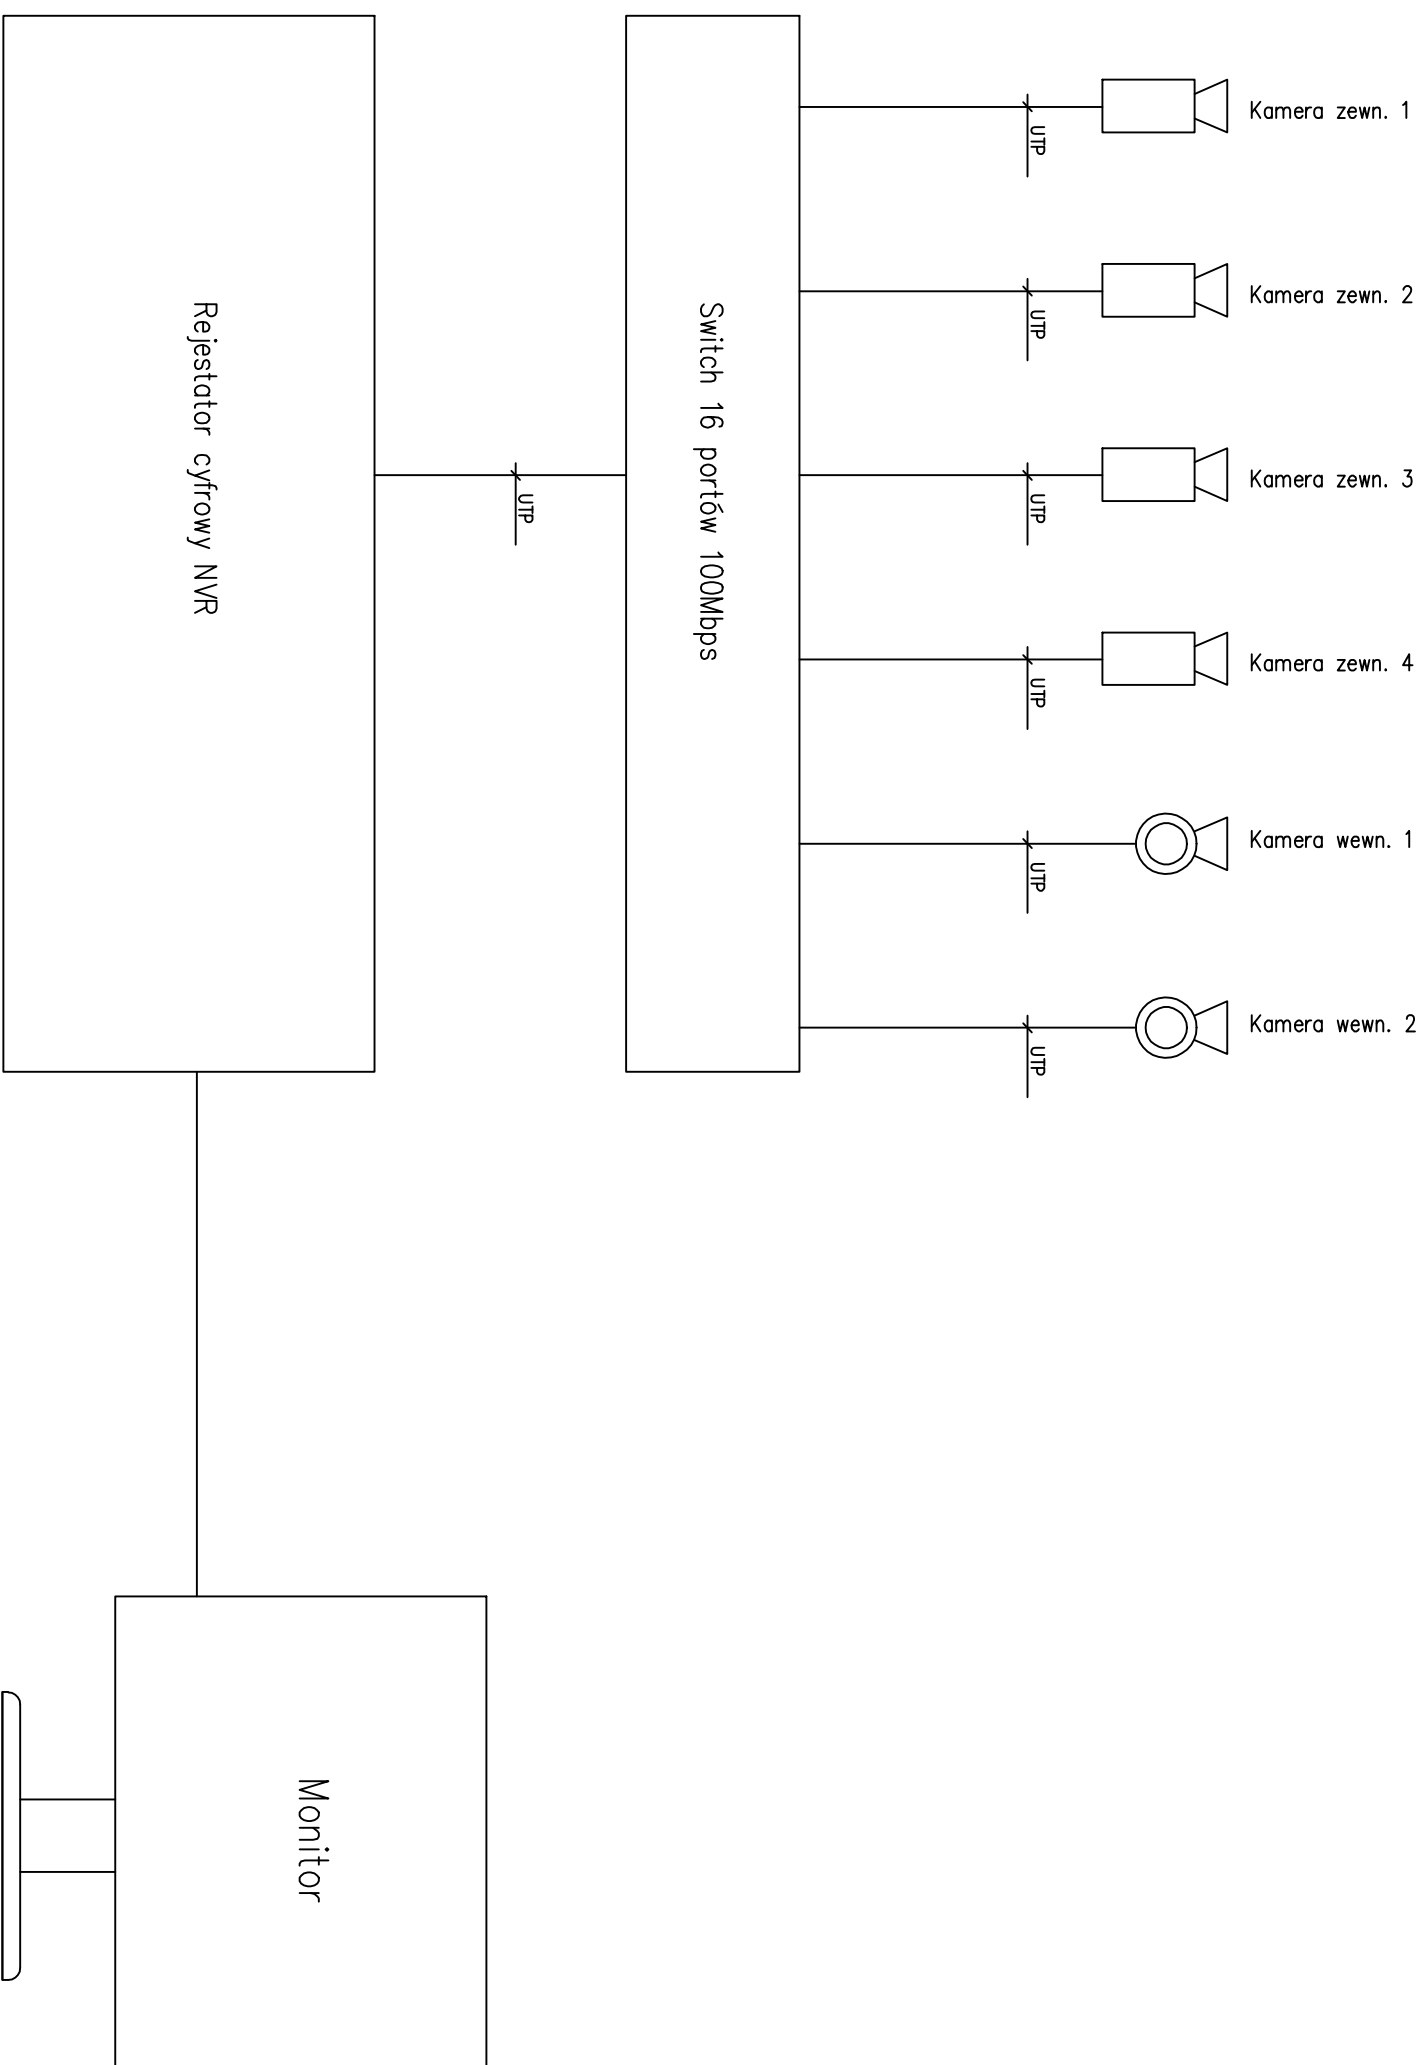 Kamera zewn. 1
UTP
Kamera zewn. 2
UTP
Kamera zewn. 3
UTP
Kamera zewn. 4
UTP
Kamera wewn. 1
UTP
Kamera wewn. 2
UTP
Switch 16 portów 100Mbps
UTP
Rejestator cyfrowy NVR
Monitor